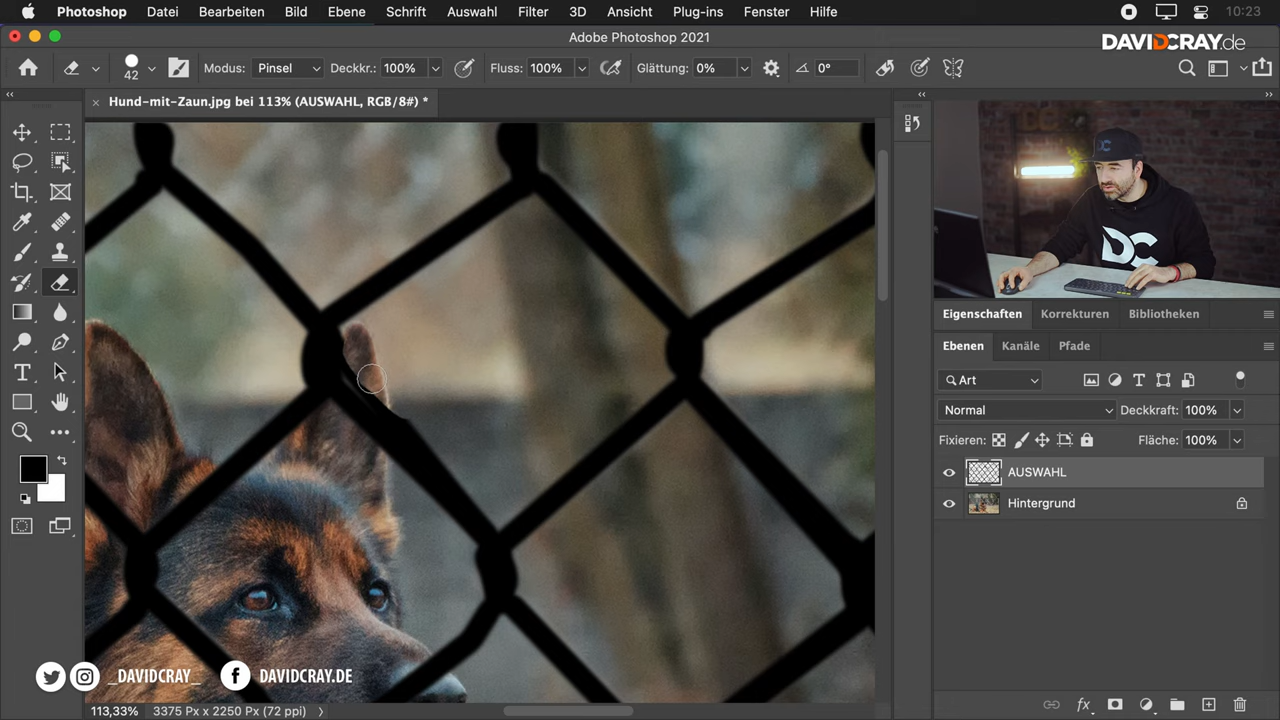 Photoshop Datei Bearbeiten Bild Ebene Schrift Auswahl Filter 3D Ansicht Plug-ins Fenster Hilfe 10:23
Adobe Photoshop 2021
DAVIDCRAY.de
42 Modus: Pinsel Deckkr.: 100% Fluss: 100% Glättung: 0% 0°
Hund-mit-Zaun.jpg bei 113% (AUSWAHL, RGB/8#) *
DC
Eigenschaften Korrekturen Bibliotheken
Ebenen Kanäle Pfade
Art
Normal Deckkraft: 100%
Fixieren: Fläche: 100%
AUSWAHL
Hintergrund
_DAVIDCRAY_ DAVIDCRAY.DE
113,33% 3375 Px x 2250 Px (72 ppi)
fx